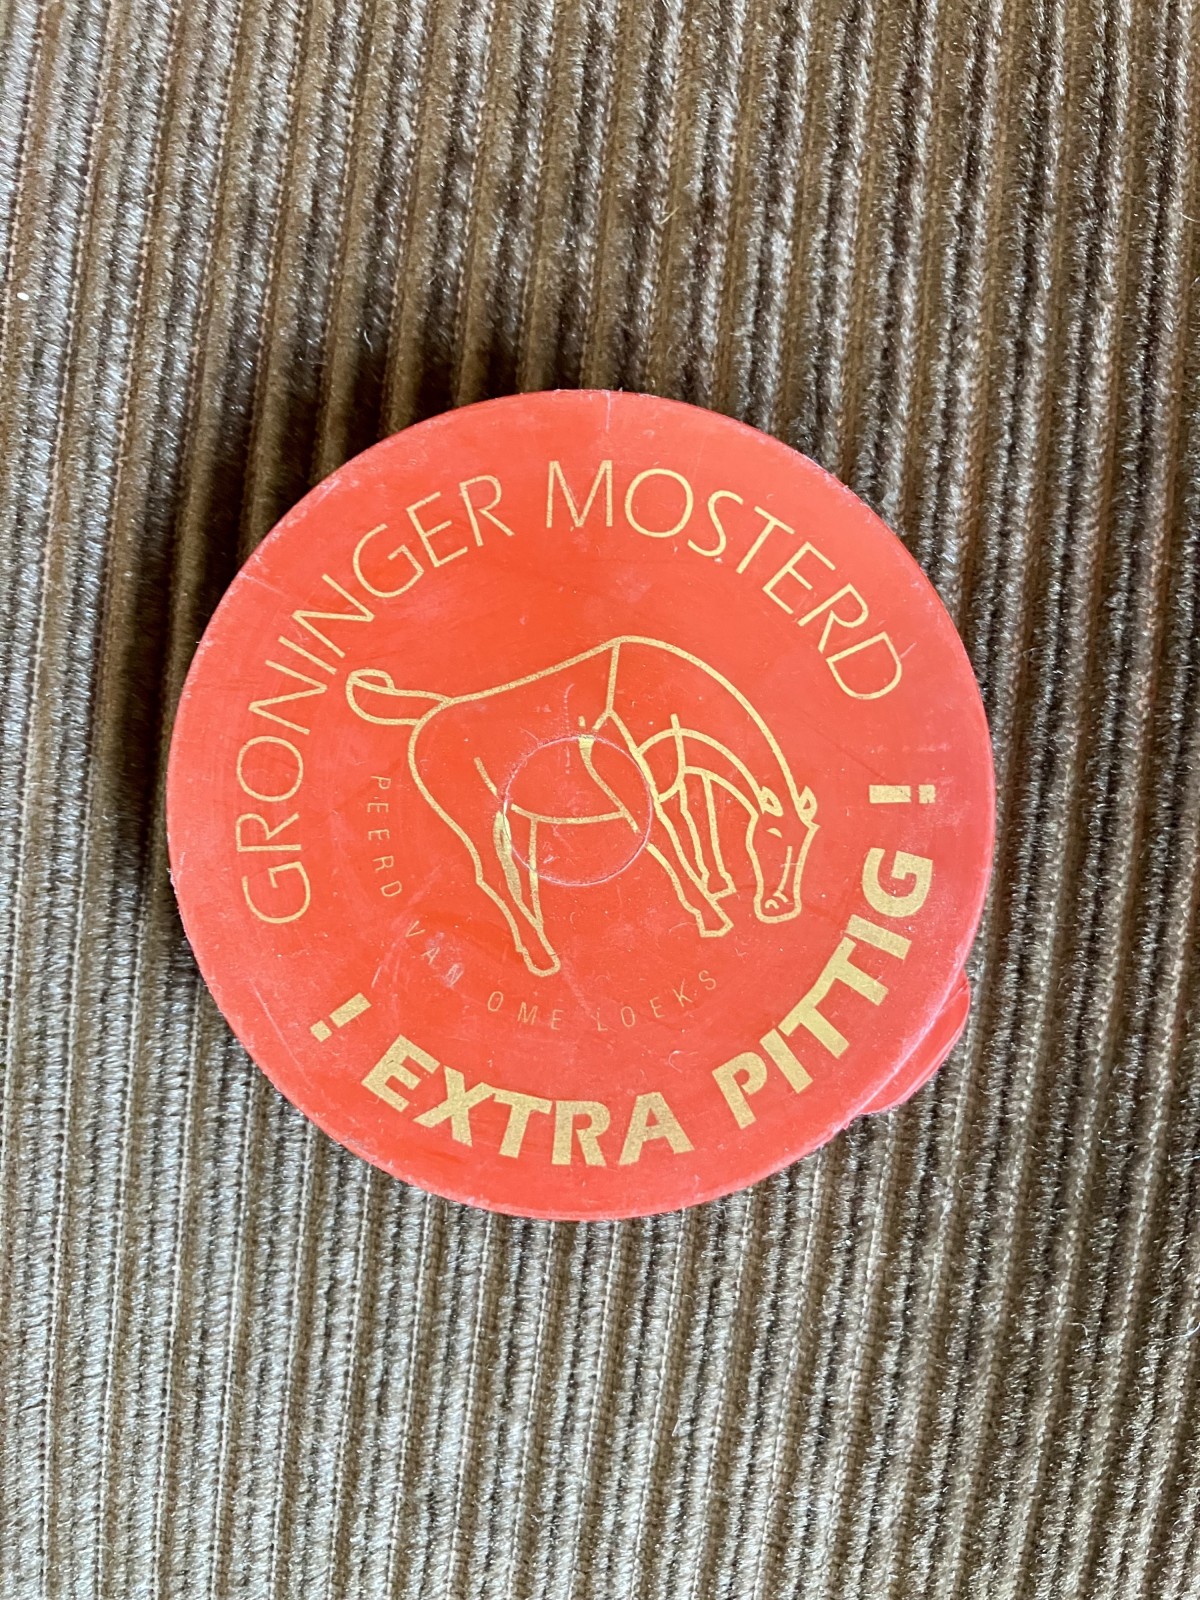 GRONINGER MOSTERD
PEERD VAN OME LOEKS
! EXTRA PITTIG !